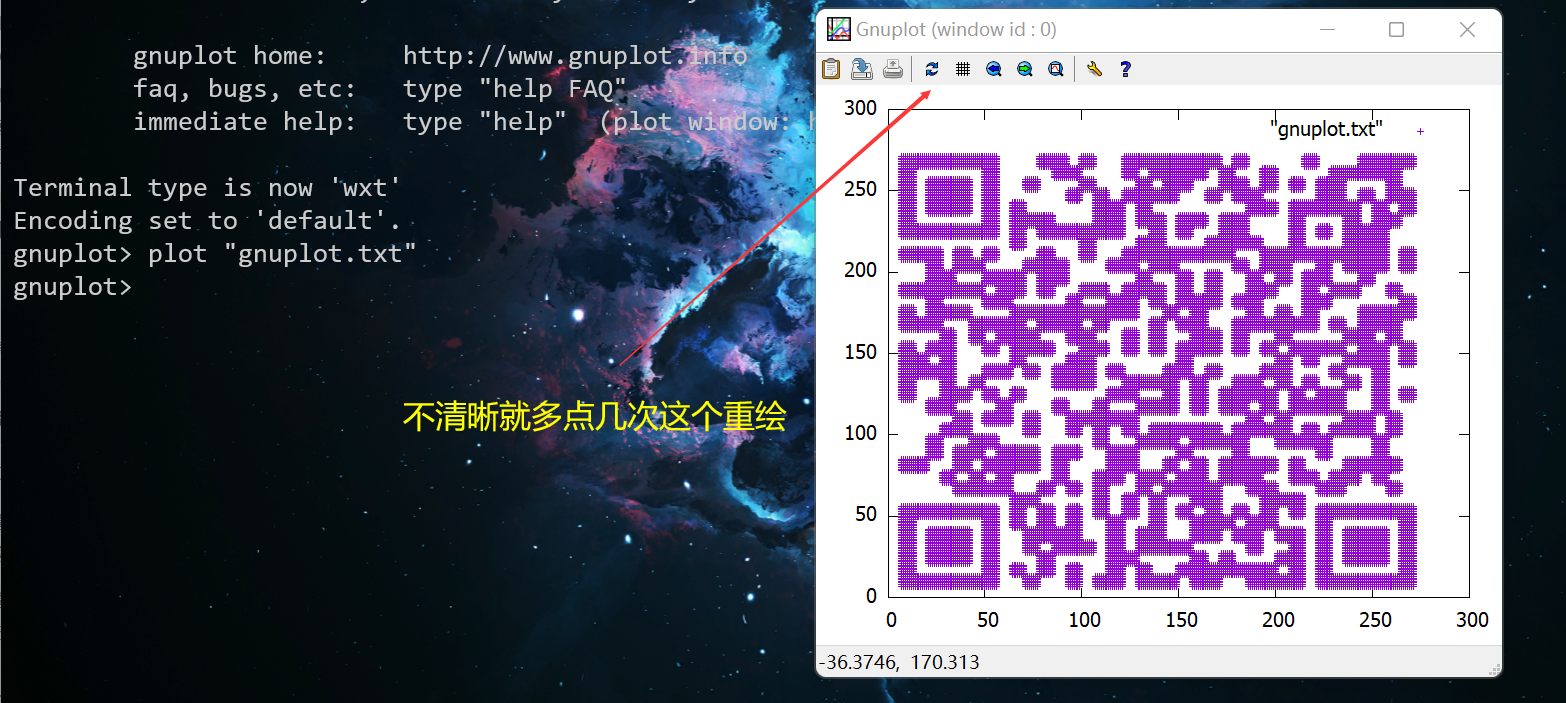 gnuplot home: http://www.gnuplot.info
faq, bugs, etc: type "help FAQ"
immediate help: type "help" (plot window: h
Terminal type is now 'wxt'
Encoding set to 'default'.
gnuplot> plot "gnuplot.txt"
gnuplot>
不清晰就多点几次这个重绘
Gnuplot (window id : 0)
"gnuplot.txt"
300
250
200
150
100
50
0
0 50 100 150 200 250 300
-36.3746, 170.313